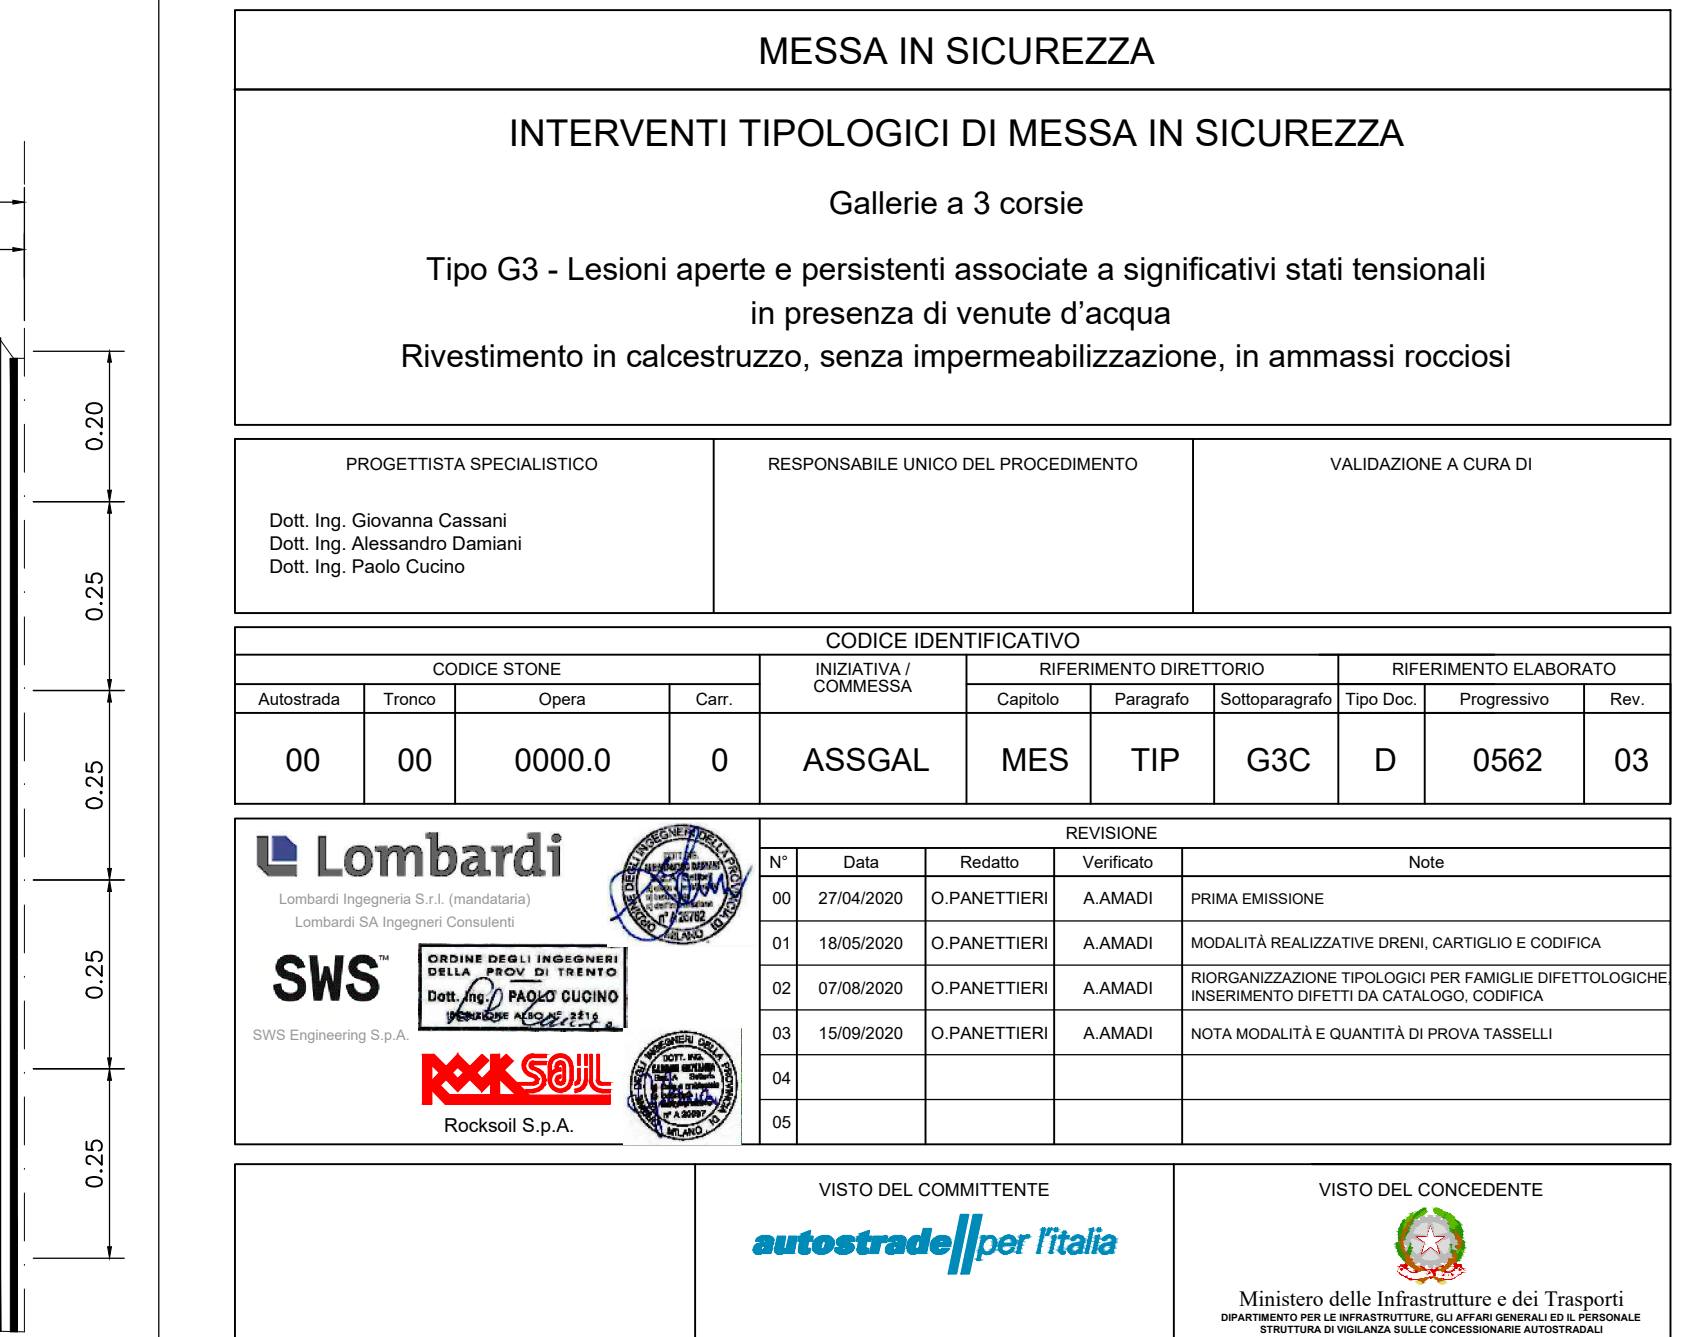 MESSA IN SICUREZZA
INTERVENTI TIPOLOGICI DI MESSA IN SICUREZZA
Gallerie a 3 corsie
Tipo G3 - Lesioni aperte e persistenti associate a significativi stati tensionali
in presenza di venute d’acqua
Rivestimento in calcestruzzo, senza impermeabilizzazione, in ammassi rocciosi
0.20
0.25
0.25
0.25
0.25
PROGETTISTA SPECIALISTICO
Dott. Ing. Giovanna Cassani
Dott. Ing. Alessandro Damiani
Dott. Ing. Paolo Cucino
RESPONSABILE UNICO DEL PROCEDIMENTO
VALIDAZIONE A CURA DI
CODICE IDENTIFICATIVO
CODICE STONE
INIZIATIVA /
COMMESSA
RIFERIMENTO DIRETTORIO
RIFERIMENTO ELABORATO
Autostrada Tronco Opera Carr. Capitolo Paragrafo Sottoparagrafo Tipo Doc. Progressivo Rev.
00 00 0000.0 0 ASSGAL MES TIP G3C D 0562 03
Lombardi
Lombardi Ingegneria S.r.l. (mandataria)
Lombardi SA Ingegneri Consulenti
SWS™
SWS Engineering S.p.A.
ORDINE DEGLI INGEGNERI
DELLA PROV DI TRENTO
Dott. Ing. PAOLO CUCINO
ISCRIZIONE ALBO N° 2216
ROCKSOIL
Rocksoil S.p.A.
REVISIONE
N° Data Redatto Verificato Note
00 27/04/2020 O.PANETTIERI A.AMADI PRIMA EMISSIONE
01 18/05/2020 O.PANETTIERI A.AMADI MODALITÀ REALIZZATIVE DRENI, CARTIGLIO E CODIFICA
02 07/08/2020 O.PANETTIERI A.AMADI RIORGANIZZAZIONE TIPOLOGICI PER FAMIGLIE DIFETTOLOGICHE,
INSERIMENTO DIFETTI DA CATALOGO, CODIFICA
03 15/09/2020 O.PANETTIERI A.AMADI NOTA MODALITÀ E QUANTITÀ DI PROVA TASSELLI
04
05
VISTO DEL COMMITTENTE
autostrade per l'italia
VISTO DEL CONCEDENTE
Ministero delle Infrastrutture e dei Trasporti
DIPARTIMENTO PER LE INFRASTRUTTURE, GLI AFFARI GENERALI ED IL PERSONALE
STRUTTURA DI VIGILANZA SULLE CONCESSIONARIE AUTOSTRADALI